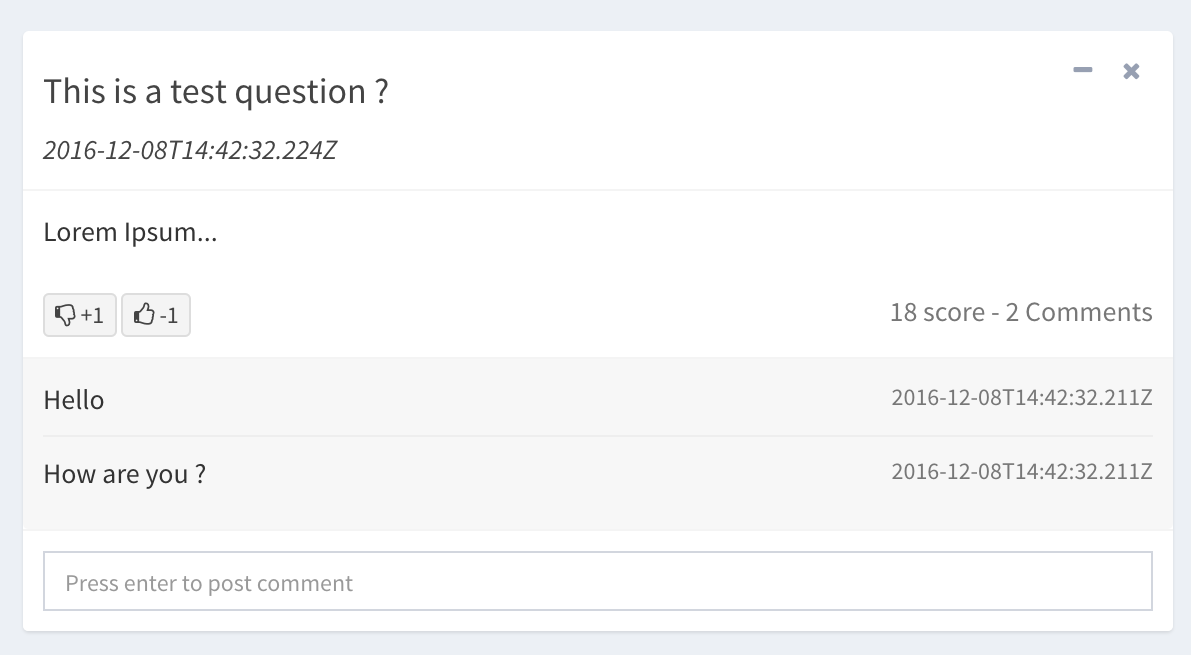 This is a test question ?
2016-12-08T14:42:32.224Z
Lorem Ipsum...
+1 -1 18 score - 2 Comments
Hello 2016-12-08T14:42:32.211Z
How are you ? 2016-12-08T14:42:32.211Z
Press enter to post comment